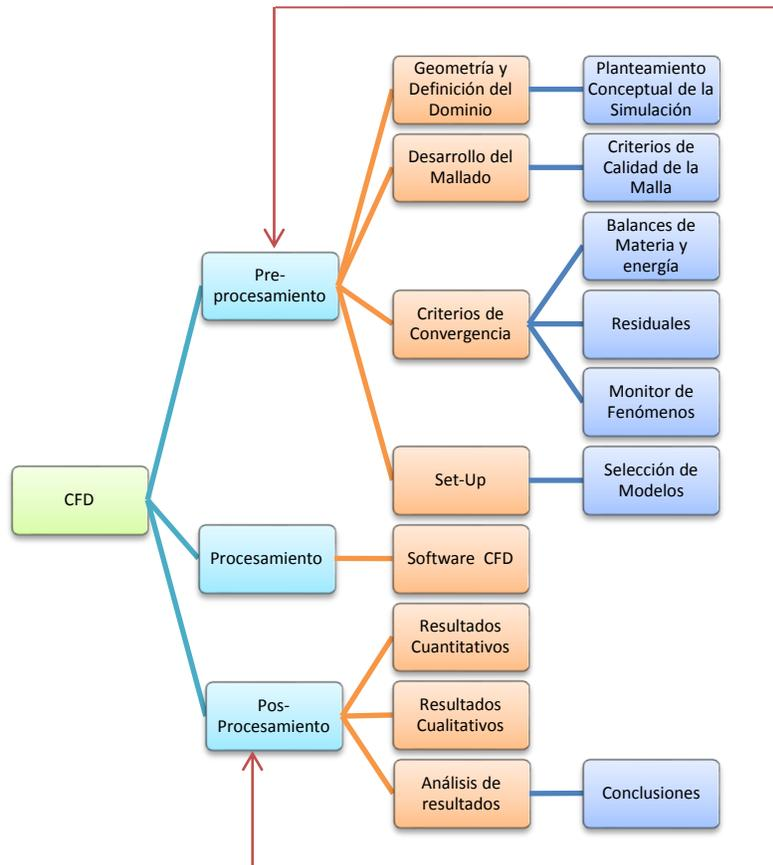 Geometría y
Definición del
Dominio
Planteamiento
Conceptual de la
Simulación
Desarrollo del
Mallado
Criterios de
Calidad de la
Malla
Balances de
Materia y
energía
Pre-
procesamiento
Criterios de
Convergencia
Residuales
Monitor de
Fenómenos
CFD
Set-Up
Selección de
Modelos
Procesamiento
Software CFD
Resultados
Cuantitativos
Pos-
Procesamiento
Resultados
Cualitativos
Análisis de
resultados
Conclusiones